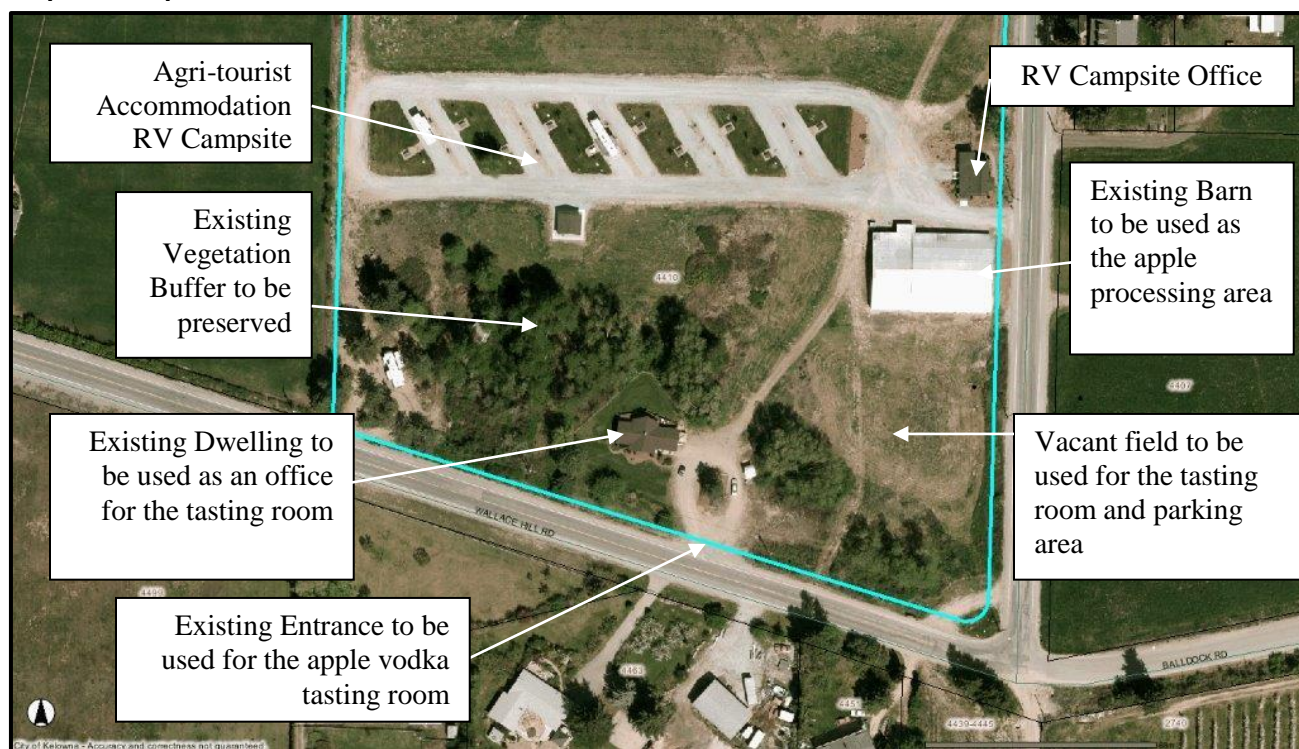 Agri-tourist
Accommodation
RV Campsite
RV Campsite Office
Existing
Vegetation
Buffer to be
preserved
Existing Barn
to be used as
the apple
processing area
4410
4407
Existing Dwelling to
be used as an office
for the tasting room
Vacant field to be
used for the tasting
room and parking
area
WALLACE HILL RD
4499
Existing Entrance to be
used for the apple vodka
tasting room
4463
4451
4439-4445
BALLDOCK RD
2740
City of Kelowna - Accuracy and correctness not guaranteed